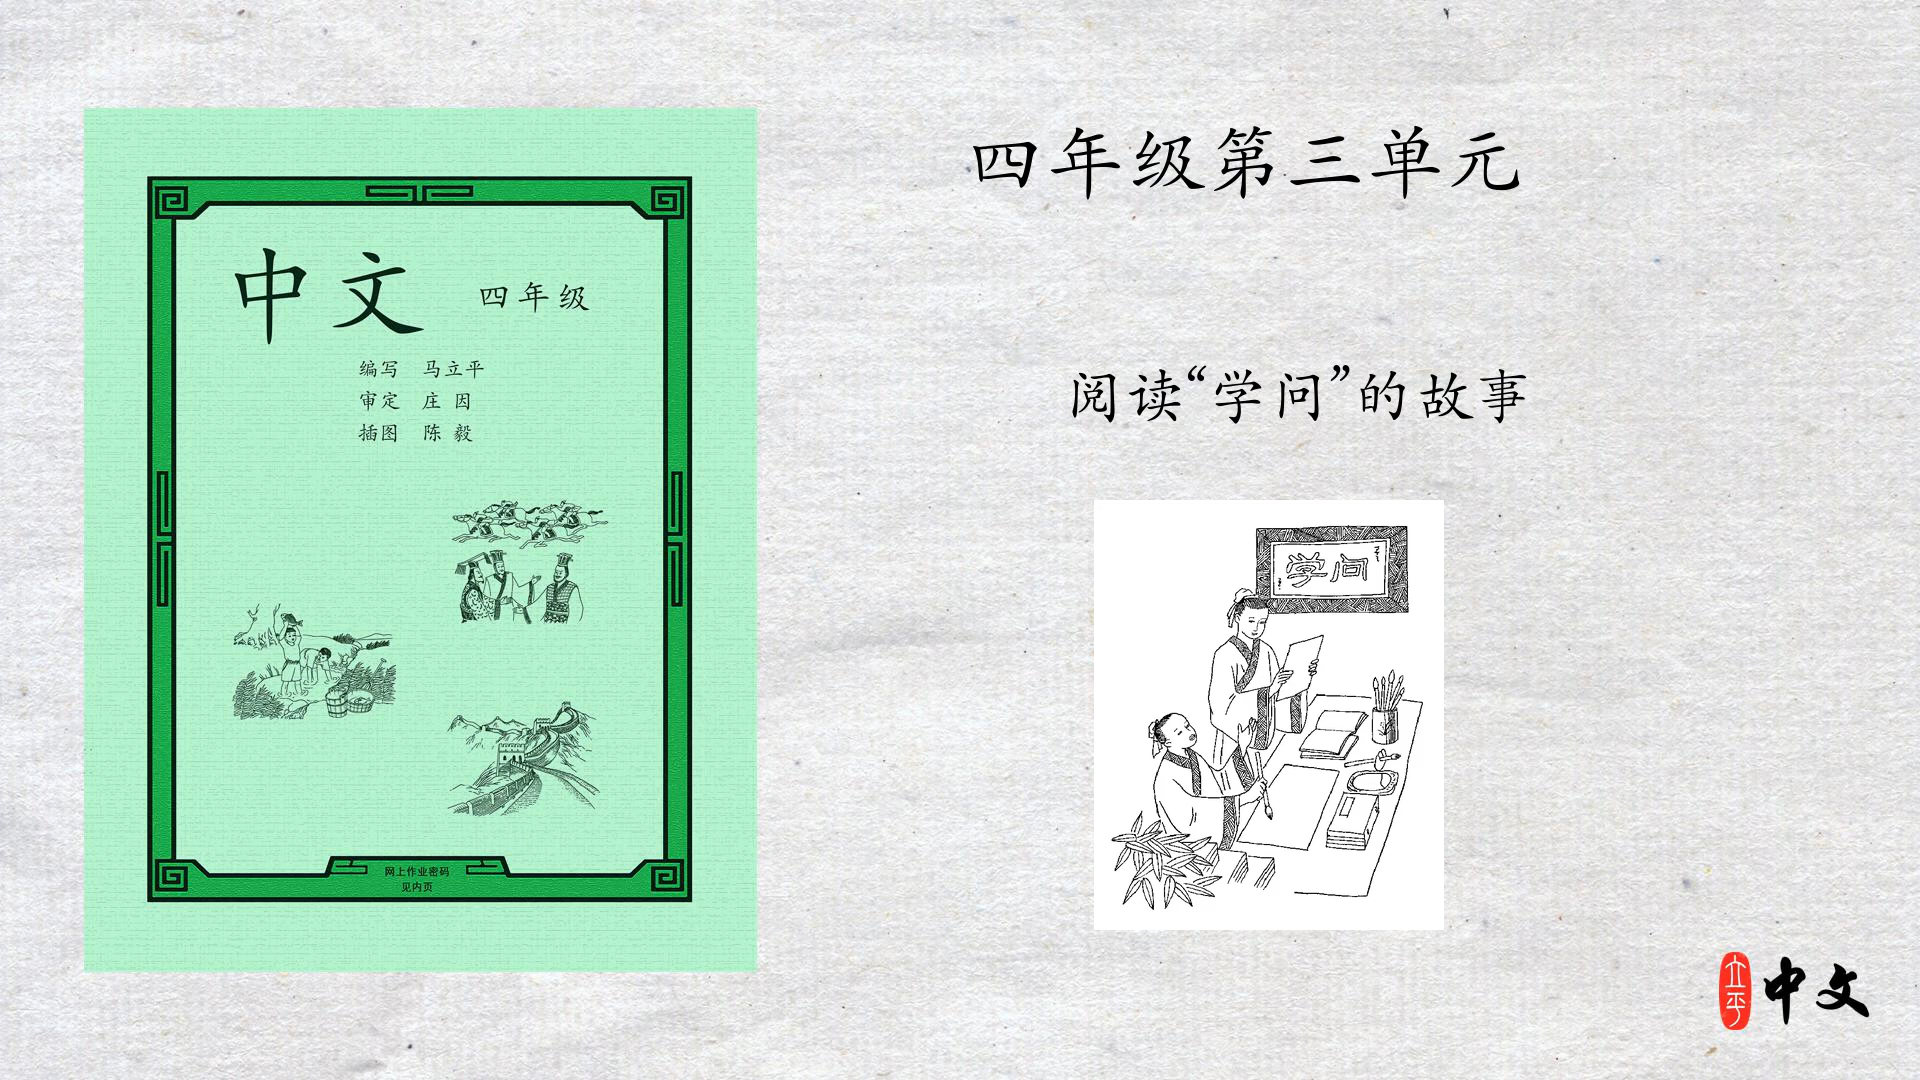 中文 四年级
编写 马立平
审定 庄 因
插图 陈 毅
网上作业密码
见内页
四年级第三单元
阅读“学问”的故事
学问
立平
中文